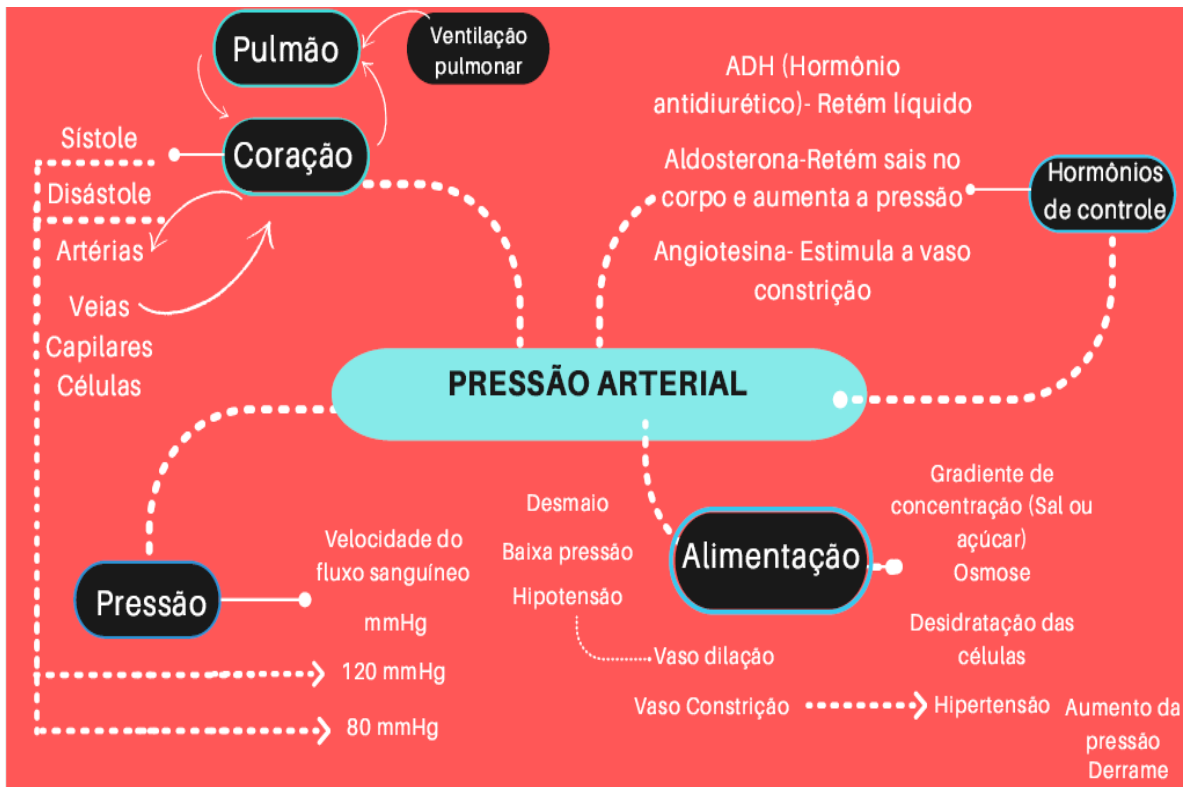 Pulmão
Ventilação
pulmonar
Coração
Sístole
Disástole
Artérias
Veias
Capilares
Células
ADH (Hormônio
antidiurético)- Retém líquido
Aldosterona-Retém sais no
corpo e aumenta a pressão
Angiotesina- Estimula a vaso
constrição
Hormônios
de controle
PRESSÃO ARTERIAL
Pressão
Velocidade do
fluxo sanguíneo
mmHg
120 mmHg
80 mmHg
Desmaio
Baixa pressão
Hipotensão
Vaso dilação
Alimentação
Gradiente de
concentração (Sal ou
açúcar)
Osmose
Desidratação das
células
Vaso Constrição
Hipertensão
Aumento da
pressão
Derrame